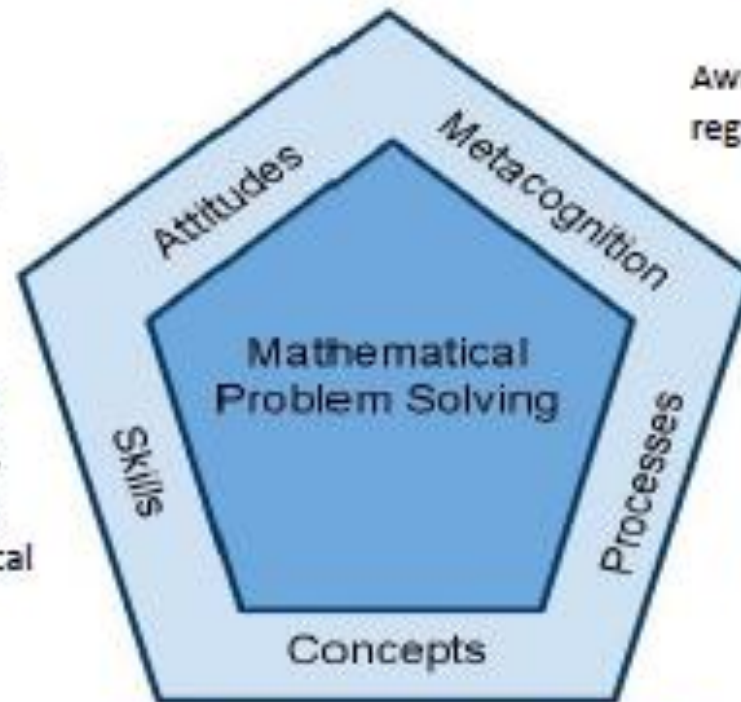 Attitudes
Metacognition
Mathematical
Problem Solving
Skills
Processes
Concepts